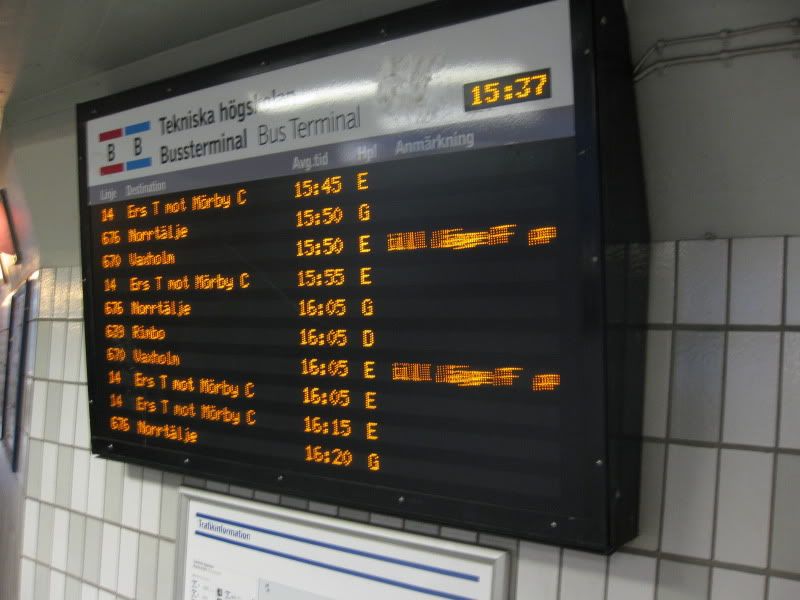 Tekniska högskolan
15:37
B B Bussterminal Bus Terminal
Linje Destination Avg.tid Hpl Anmärkning
14 Ers T mot Mörby C 15:45 E
676 Norrtälje 15:50 G
670 Vaxholm 15:50 E
14 Ers T mot Mörby C 15:55 E
676 Norrtälje 16:05 G
639 Rimbo 16:05 D
670 Vaxholm 16:05 E
14 Ers T mot Mörby C 16:05 E
14 Ers T mot Mörby C 16:15 E
676 Norrtälje 16:20 G
Trafikinformation